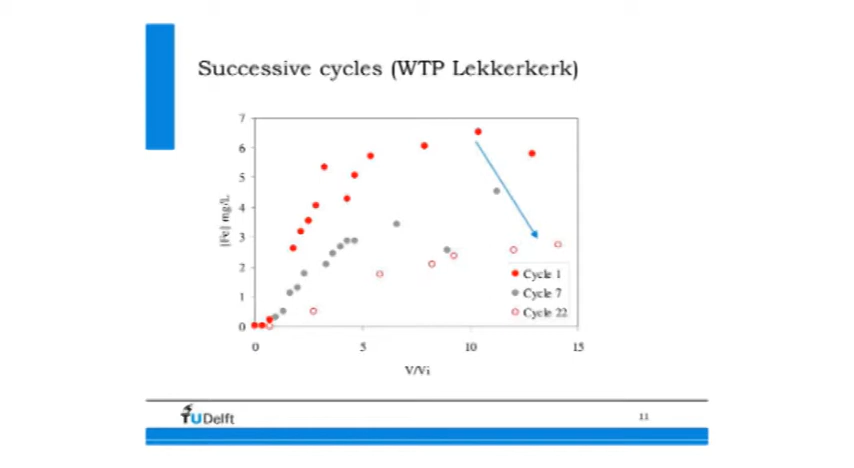 Successive cycles (WTP Lekkerkerk)
7
6
5
4
3
2
1
0
[Fe] mg/L
0 5 10 15
V/Vi
Cycle 1
Cycle 7
Cycle 22
TUDelft
11